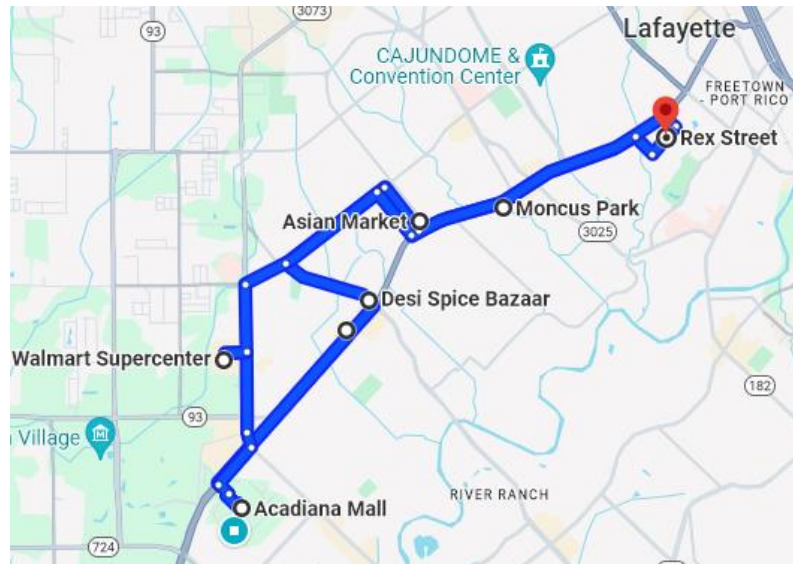 3073
93
Lafayette
CAJUNDOME &
Convention Center
FREETOWN
- PORT RICO
Rex Street
Asian Market
Moncus Park
3025
Desi Spice Bazaar
Walmart Supercenter
182
93
Village
RIVER RANCH
Acadiana Mall
724